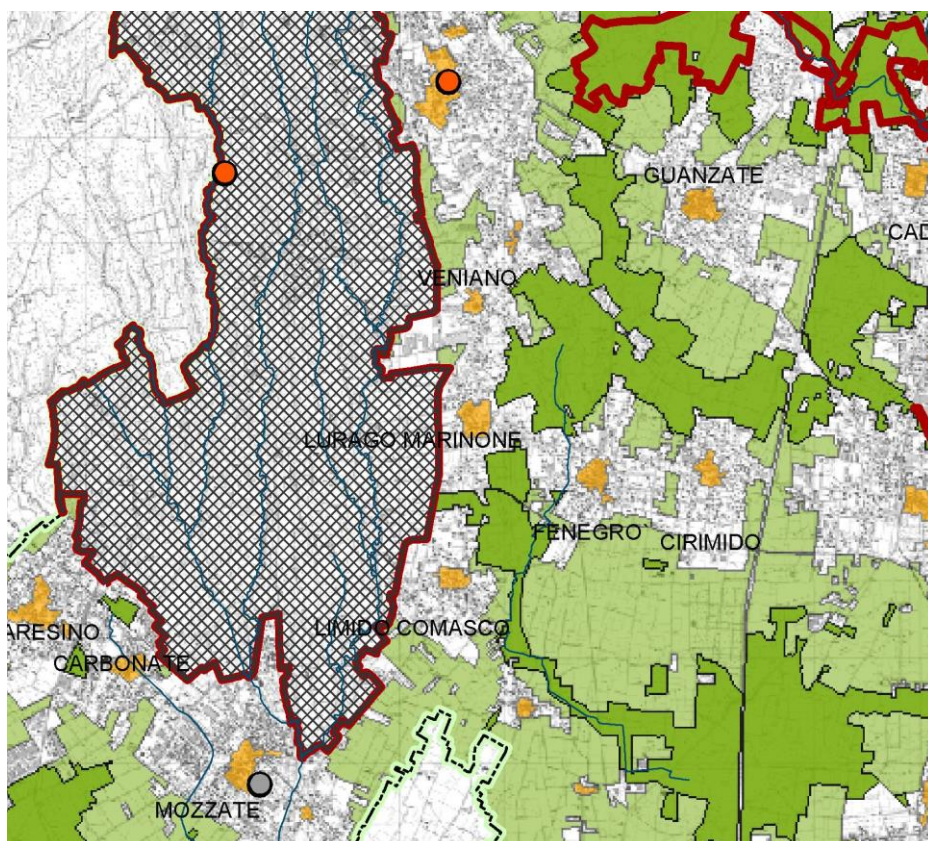 GUANZATE
CAD
VENIANO
LURAGO MARINONE
FENEGRO
CIRIMIDO
LIMIDO COMASCO
ARESINO
CARBONATE
MOZZATE